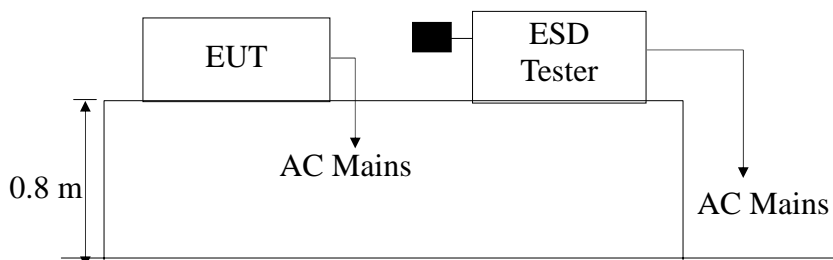 EUT
ESD
Tester
AC Mains
0.8 m
AC Mains